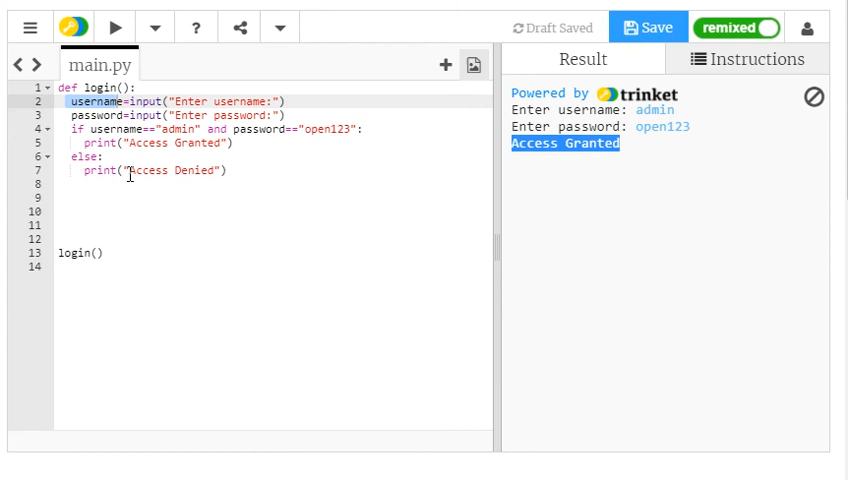 ? Draft Saved Save remixed
main.py + Result Instructions
1 def login():
2 username=input("Enter username:")
3 password=input("Enter password:")
4 if username=="admin" and password=="open123":
5 print("Access Granted")
6 else:
7 print("Access Denied")
8
9
10
11
12
13 login()
14
Powered by trinket
Enter username: admin
Enter password: open123
Access Granted